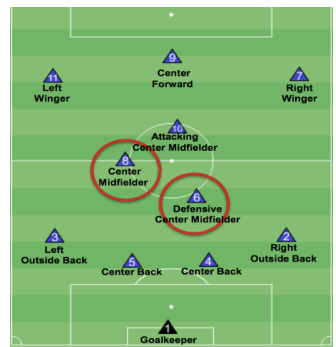 9
Center
Forward
11
Left
Winger
7
Right
Winger
10
Attacking
Center Midfielder
8
Center
Midfielder
6
Defensive
Center Midfielder
3
Left
Outside Back
2
Right
Outside Back
5
Center Back
4
Center Back
1
Goalkeeper